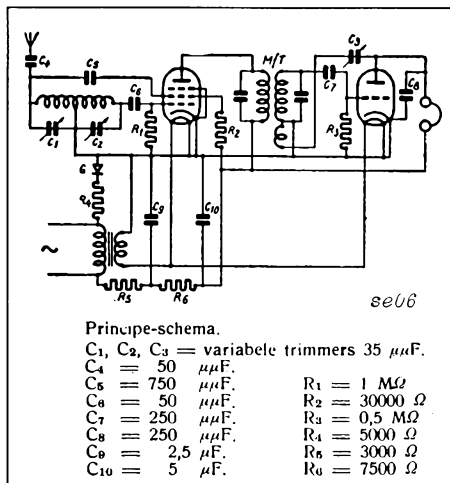 C₄
C₅
C₆
C₁
C₂
R₁
R₂
M/T
C₃
C₇
R₃
C₈
G
R₄
C₉
C₁₀
~
R₅
R₆
se06
Principe-schema.
C₁, C₂, C₃ = variabele trimmers 35 μμF.
C₄ = 50 μμF.
C₅ = 750 μμF. R₁ = 1 MΩ
C₆ = 50 μμF. R₂ = 30000 Ω
C₇ = 250 μμF. R₃ = 0,5 MΩ
C₈ = 250 μμF. R₄ = 5000 Ω
C₉ = 2,5 μF. R₅ = 3000 Ω
C₁₀ = 5 μF. R₆ = 7500 Ω